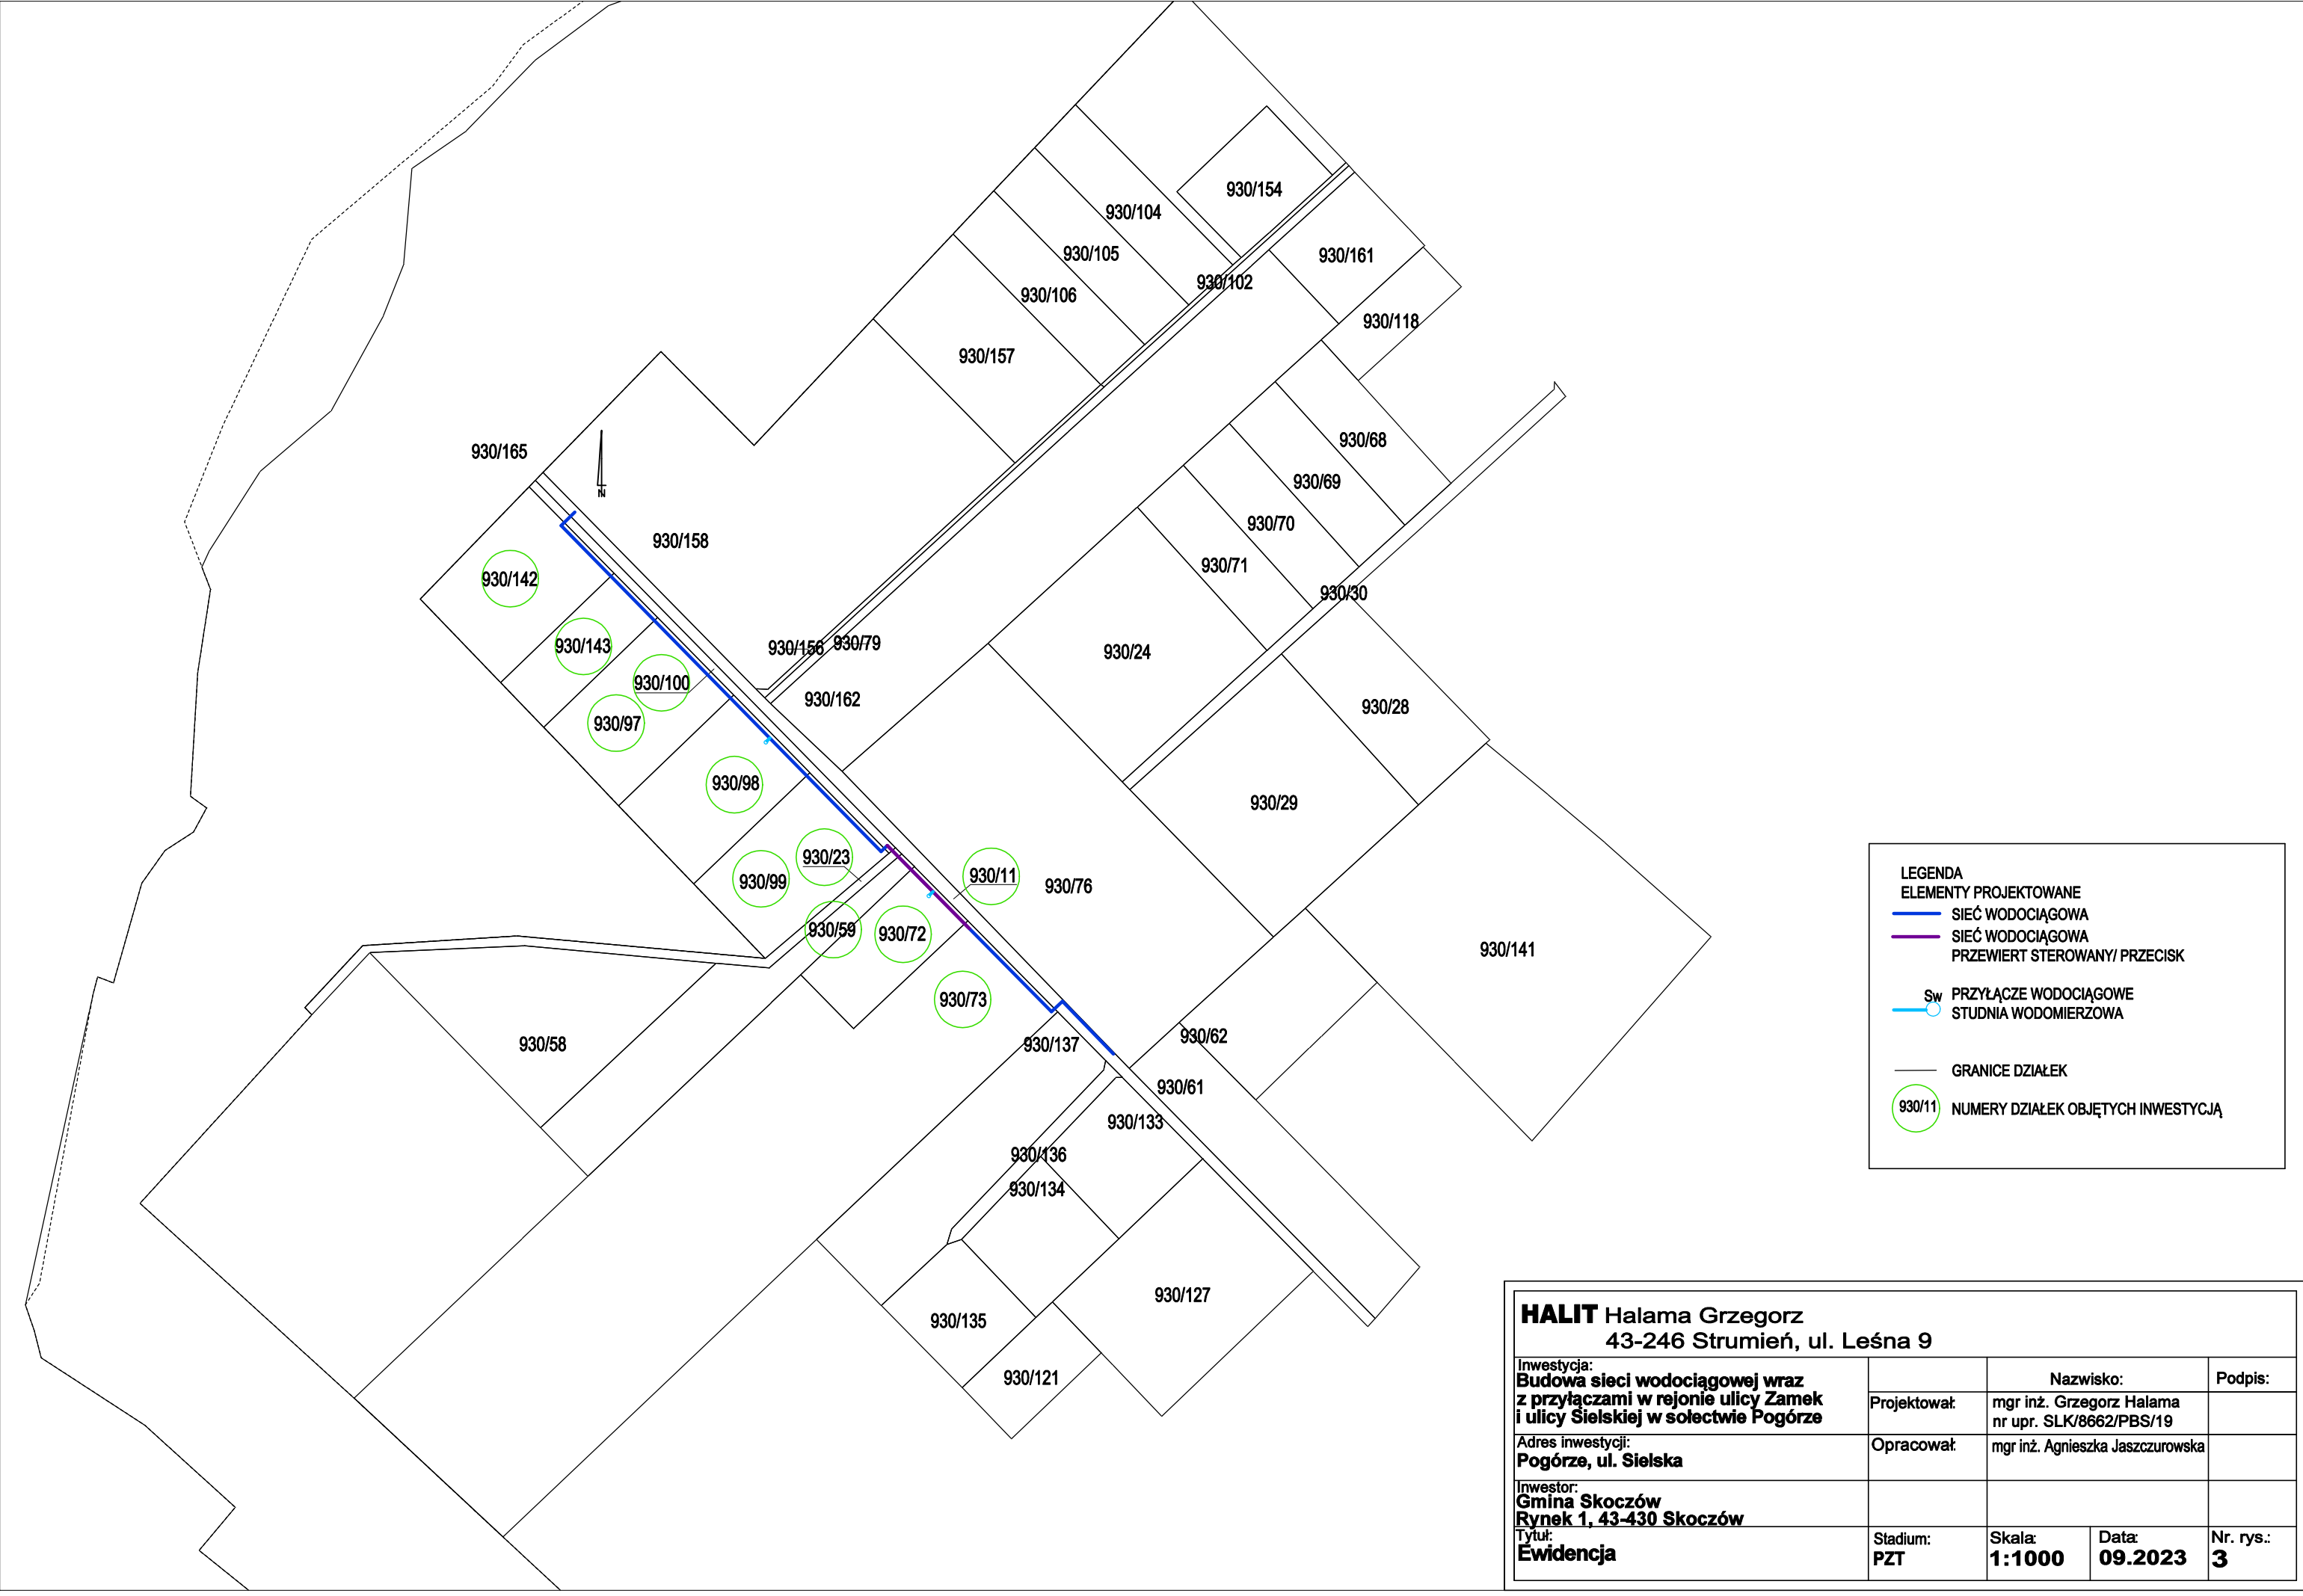 930/154
930/104
930/161
930/105
930/102
930/106
930/118
930/157
930/68
930/165
930/69
N
930/70
930/158
930/71
930/142
930/30
930/143
930/156
930/79
930/24
930/100
930/162
930/28
930/97
930/98
930/29
930/23
930/11
930/99
930/76
930/59
930/72
930/141
930/73
930/58
930/137
930/62
930/61
930/133
930/136
930/134
930/127
930/135
930/121
LEGENDA
ELEMENTY PROJEKTOWANE
SIEĆ WODOCIĄGOWA
SIEĆ WODOCIĄGOWA
PRZEWIERT STEROWANY/ PRZECISK
Sw PRZYŁĄCZE WODOCIĄGOWE
STUDNIA WODOMIERZOWA
GRANICE DZIAŁEK
930/11 NUMERY DZIAŁEK OBJĘTYCH INWESTYCJĄ
HALIT Halama Grzegorz
43-246 Strumień, ul. Leśna 9
Inwestycja:
Budowa sieci wodociągowej wraz
z przyłączami w rejonie ulicy Zamek
i ulicy Sielskiej w sołectwie Pogórze
Nazwisko: Podpis:
Projektował: mgr inż. Grzegorz Halama
nr upr. SLK/8662/PBS/19
Adres inwestycji:
Pogórze, ul. Sielska
Opracował: mgr inż. Agnieszka Jaszczurowska
Inwestor:
Gmina Skoczów
Rynek 1, 43-430 Skoczów
Tytuł:
Ewidencja
Stadium:
PZT
Skala:
1:1000
Data:
09.2023
Nr. rys.:
3